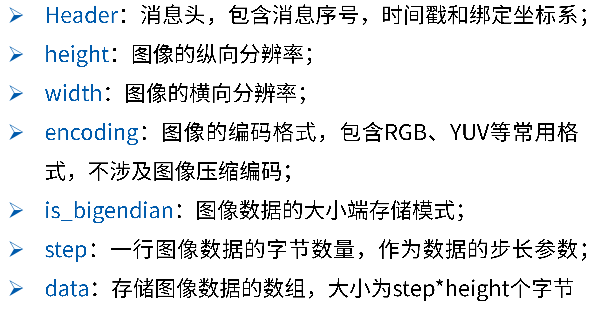 ➢ Header：消息头，包含消息序号，时间戳和绑定坐标系；
➢ height：图像的纵向分辨率；
➢ width：图像的横向分辨率；
➢ encoding：图像的编码格式，包含RGB、YUV等常用格
式，不涉及图像压缩编码；
➢ is_bigendian：图像数据的大小端存储模式；
➢ step：一行图像数据的字节数量，作为数据的步长参数；
➢ data：存储图像数据的数组，大小为step*height个字节